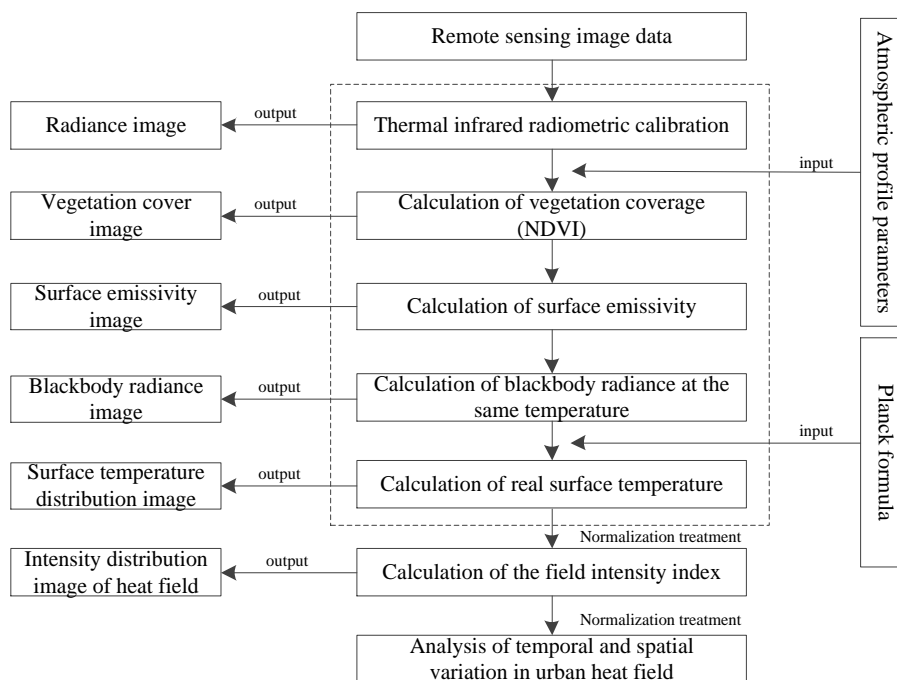 Remote sensing image data
Atmospheric profile parameters
Radiance image
output
Thermal infrared radiometric calibration
input
Vegetation cover
image
output
Calculation of vegetation coverage
(NDVI)
Surface emissivity
image
output
Calculation of surface emissivity
Blackbody radiance
image
output
Calculation of blackbody radiance at the
same temperature
input
Planck formula
Surface temperature
distribution image
output
Calculation of real surface temperature
Normalization treatment
Intensity distribution
image of heat field
output
Calculation of the field intensity index
Normalization treatment
Analysis of temporal and spatial
variation in urban heat field